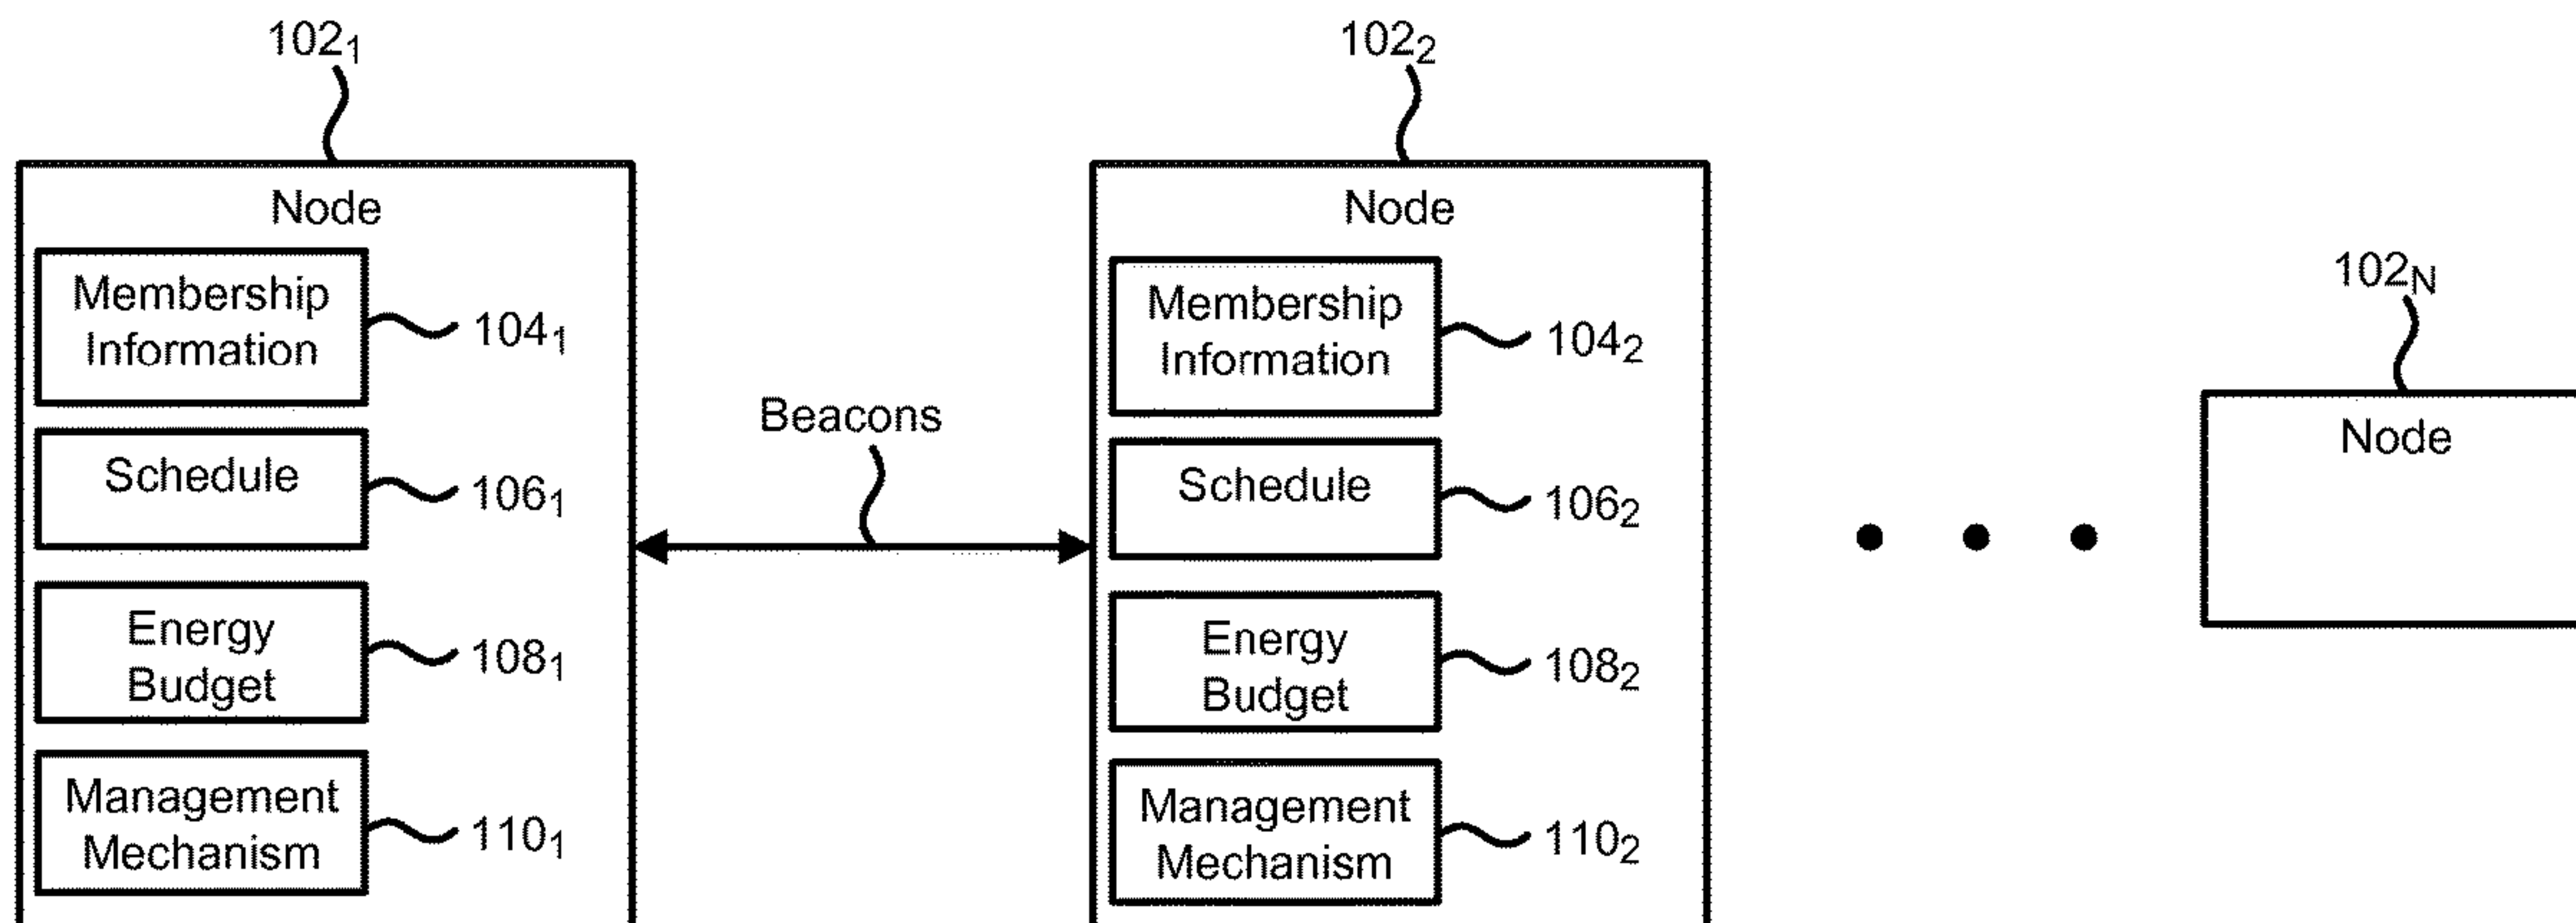 102₁
102₂
Node
Node
Membership
Information
104₁
Membership
Information
104₂
102N
Beacons
Node
Schedule
106₁
Schedule
106₂
Energy
Budget
108₁
Energy
Budget
108₂
Management
Mechanism
110₁
Management
Mechanism
110₂